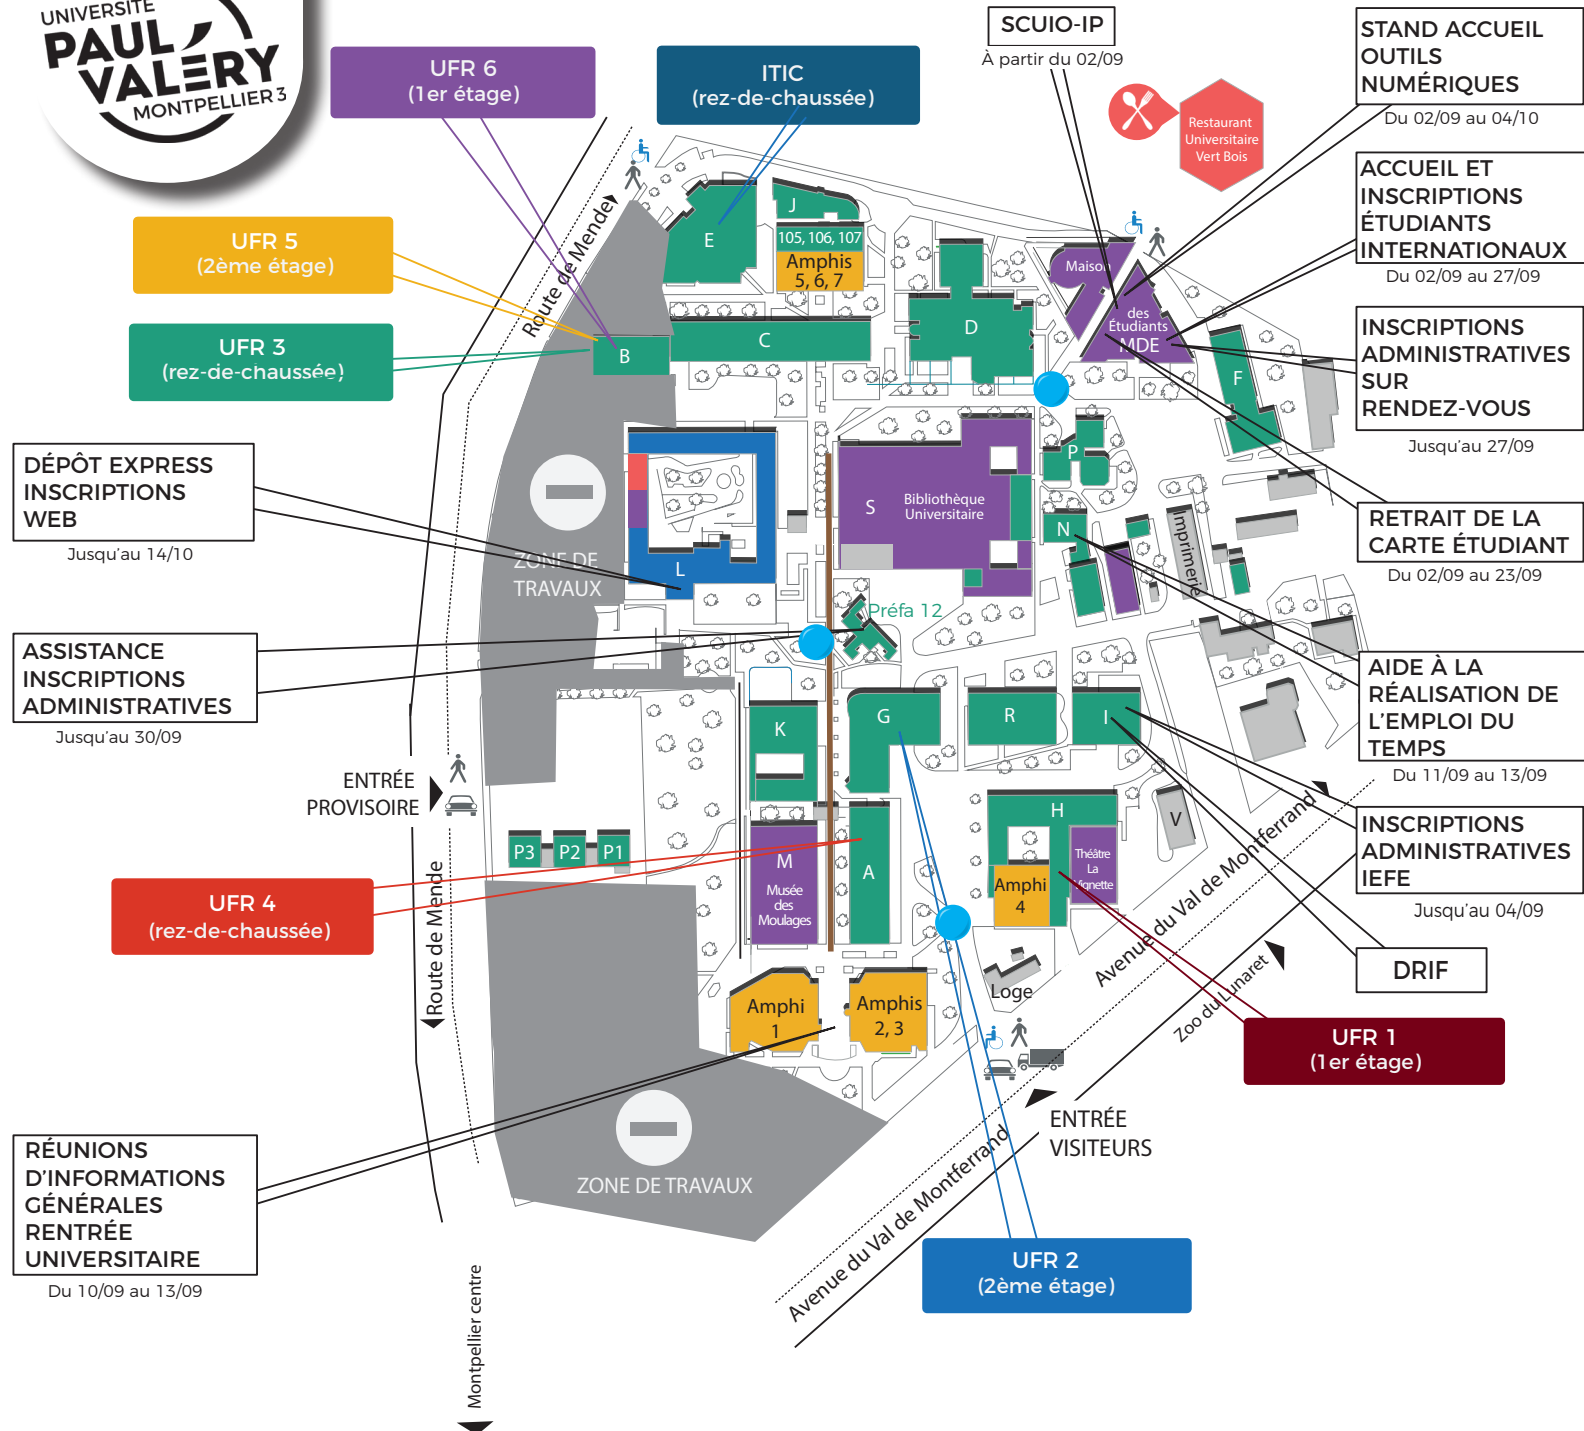 UNIVERSITÉ
PAUL
VALÉRY
MONTPELLIER 3
UFR 6
(1er étage)
ITIC
(rez-de-chaussée)
SCUIO-IP
À partir du 02/09
Restaurant
Universitaire
Vert Bois
STAND ACCUEIL
OUTILS
NUMÉRIQUES
Du 02/09 au 04/10
ACCUEIL ET
INSCRIPTIONS
ÉTUDIANTS
INTERNATIONAUX
Du 02/09 au 27/09
INSCRIPTIONS
ADMINISTRATIVES
SUR
RENDEZ-VOUS
Jusqu'au 27/09
RETRAIT DE LA
CARTE ÉTUDIANT
Du 02/09 au 23/09
AIDE À LA
RÉALISATION DE
L'EMPLOI DU
TEMPS
Du 11/09 au 13/09
INSCRIPTIONS
ADMINISTRATIVES
IEFE
Jusqu'au 04/09
DRIF
UFR 1
(1er étage)
UFR 2
(2ème étage)
UFR 5
(2ème étage)
UFR 3
(rez-de-chaussée)
DÉPÔT EXPRESS
INSCRIPTIONS
WEB
Jusqu'au 14/10
ASSISTANCE
INSCRIPTIONS
ADMINISTRATIVES
Jusqu'au 30/09
ENTRÉE
PROVISOIRE
UFR 4
(rez-de-chaussée)
RÉUNIONS
D'INFORMATIONS
GÉNÉRALES
RENTRÉE
UNIVERSITAIRE
Du 10/09 au 13/09
Route de Mende
E
J
105, 106, 107
Amphis
5, 6, 7
B
C
D
Maison
des
Étudiants
MDE
F
P
S
Bibliothèque
Universitaire
N
Imprimerie
L
ZONE DE
TRAVAUX
Préfa 12
K
G
R
I
H
V
Théâtre
La
Vignette
Amphi
4
P3
P2
P1
M
Musée
des
Moulages
A
Route de Mende
Amphi
1
Amphis
2, 3
Loge
Avenue du Val de Montferrand
Zoo du Lunaret
ENTRÉE
VISITEURS
Avenue du Val de Montferrand
ZONE DE TRAVAUX
Montpellier centre